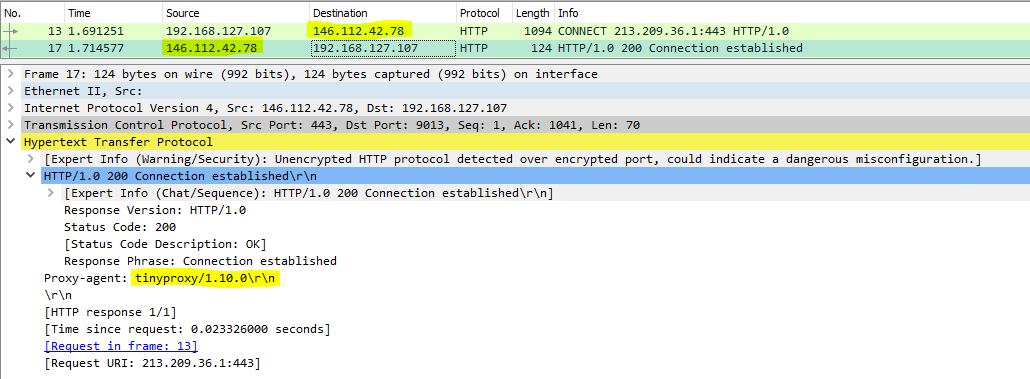 No. Time Source Destination Protocol Length Info
13 1.691251 192.168.127.107 146.112.42.78 HTTP 1094 CONNECT 213.209.36.1:443 HTTP/1.0
17 1.714577 146.112.42.78 192.168.127.107 HTTP 124 HTTP/1.0 200 Connection established
Frame 17: 124 bytes on wire (992 bits), 124 bytes captured (992 bits) on interface
Ethernet II, Src:
Internet Protocol Version 4, Src: 146.112.42.78, Dst: 192.168.127.107
Transmission Control Protocol, Src Port: 443, Dst Port: 9013, Seq: 1, Ack: 1041, Len: 70
Hypertext Transfer Protocol
[Expert Info (Warning/Security): Unencrypted HTTP protocol detected over encrypted port, could indicate a dangerous misconfiguration.]
HTTP/1.0 200 Connection established\r\n
[Expert Info (Chat/Sequence): HTTP/1.0 200 Connection established\r\n]
Response Version: HTTP/1.0
Status Code: 200
[Status Code Description: OK]
Response Phrase: Connection established
Proxy-agent: tinyproxy/1.10.0\r\n
\r\n
[HTTP response 1/1]
[Time since request: 0.023326000 seconds]
[Request in frame: 13]
[Request URI: 213.209.36.1:443]